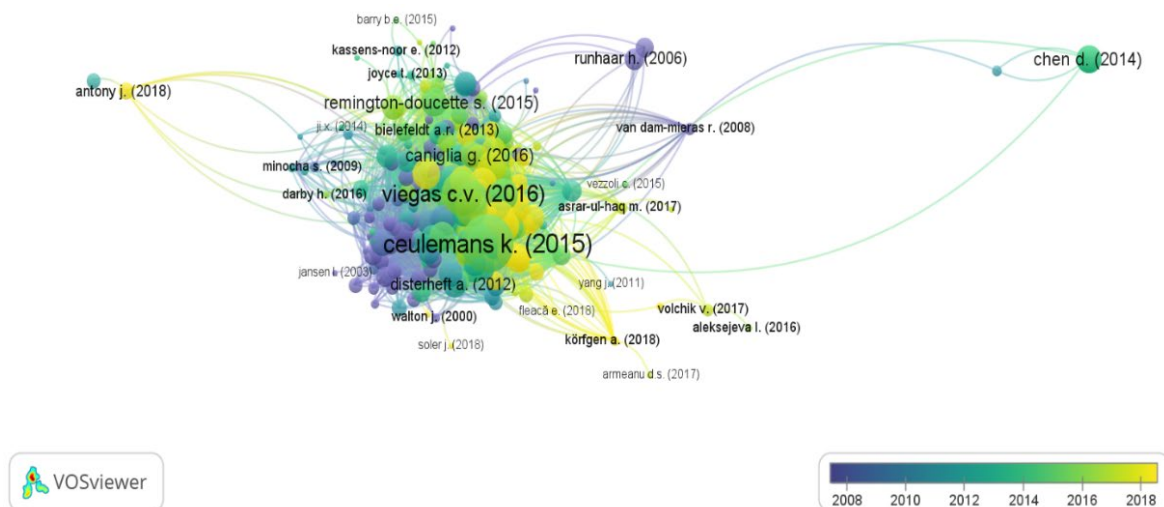 barry b.e. (2015)
kassens-noor e. (2012)
runhaar h. (2006)
chen d. (2014)
joyce t. (2013)
antony j. (2018)
remington-doucette s. (2015)
ji x. (2014)
bielefeldt a.r. (2013)
van dam-mieras r. (2008)
caniglia g. (2016)
minocha s. (2009)
vezzoli c. (2015)
darby h. (2016)
viegas c.v. (2016)
asrar-ul-haq m. (2017)
ceulemans k. (2015)
jansen l. (2003)
disterheft a. (2012)
yang j. (2011)
fleacă e. (2018)
volchik v. (2017)
walton j. (2000)
aleksejeva l. (2016)
soler j. (2018)
körfgen a. (2018)
armeanu d.s. (2017)
VOSviewer
2008 2010 2012 2014 2016 2018